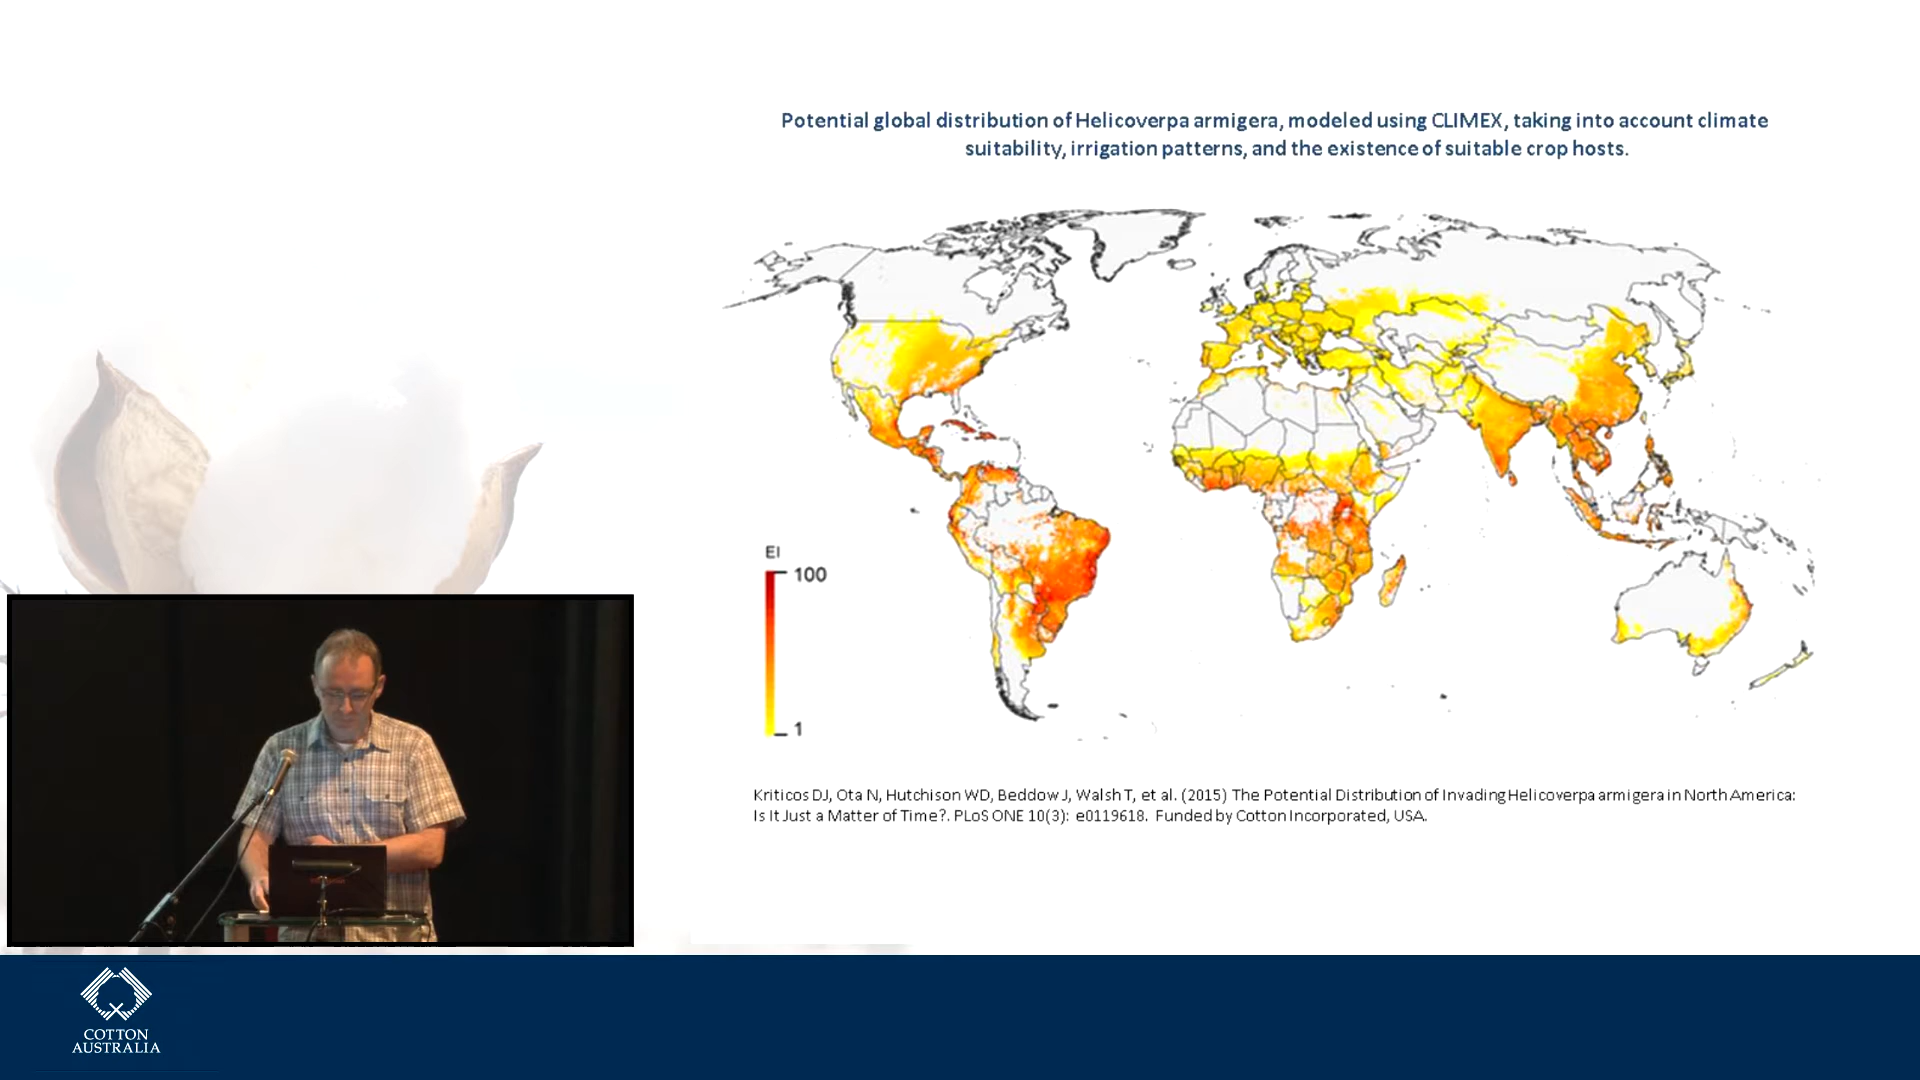 Potential global distribution of Helicoverpa armigera, modeled using CLIMEX, taking into account climate
suitability, irrigation patterns, and the existence of suitable crop hosts.
EI
100
1
Kriticos DJ, Ota N, Hutchison WD, Beddow J, Walsh T, et al. (2015) The Potential Distribution of Invading Helicoverpa armigera in North America:
Is It Just a Matter of Time?. PLoS ONE 10(3): e0119618. Funded by Cotton Incorporated, USA.
COTTON
AUSTRALIA